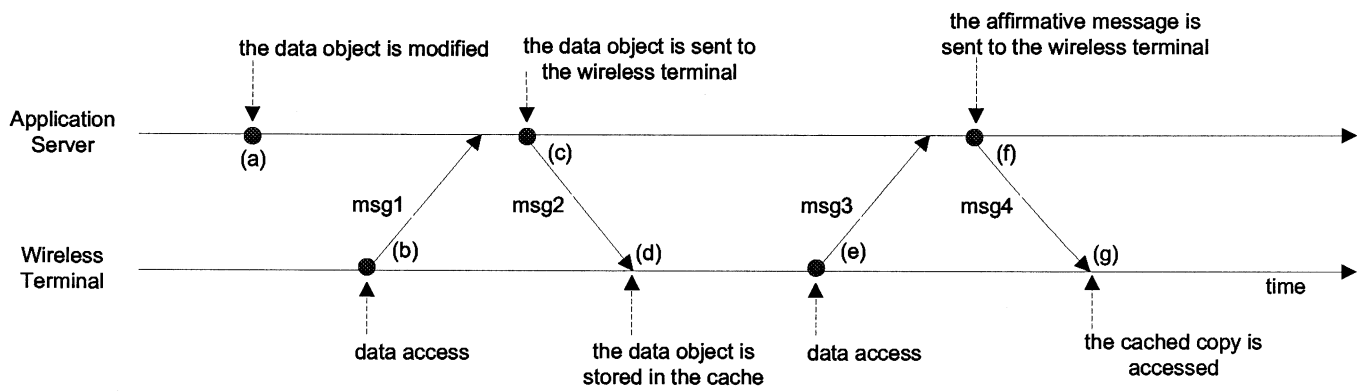 the data object is modified
the data object is sent to
the wireless terminal
the affirmative message is
sent to the wireless terminal
Application
Server
(a)
(c)
(f)
msg1
msg2
msg3
msg4
Wireless
Terminal
(b)
(d)
(e)
(g)
time
data access
the data object is
stored in the cache
data access
the cached copy is
accessed